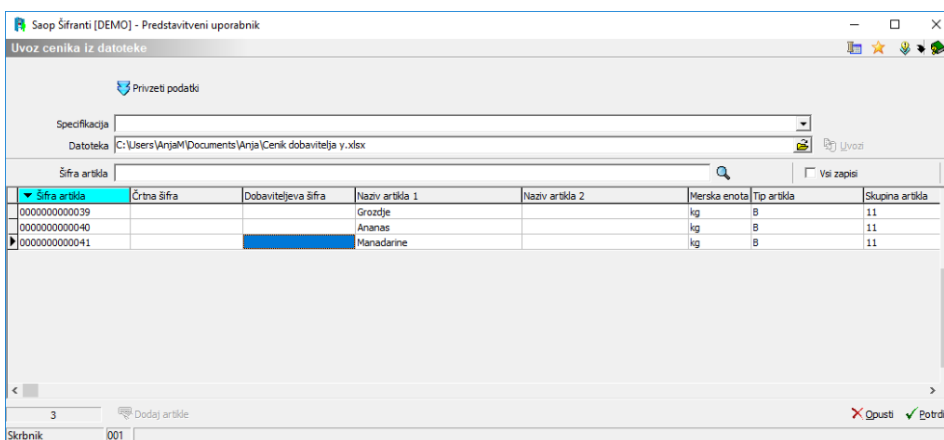 Saop Šifranti [DEMO] - Predstavitveni uporabnik
Uvoz cenika iz datoteke
Privzeti podatki
Specifikacija
Datoteka C:\Users\AnjaM\Documents\Anja\Cenik dobavitelja y.xlsx Uvozi
Šifra artikla Vsi zapisi
Šifra artikla Črtna šifra Dobaviteljeva šifra Naziv artikla 1 Naziv artikla 2 Merska enota Tip artikla Skupina artikla
0000000000039 Grozdje kg B 11
0000000000040 Ananas kg B 11
0000000000041 Manadarine kg B 11
3 Dodaj artikle Opusti Potrdi
Skrbnik 001